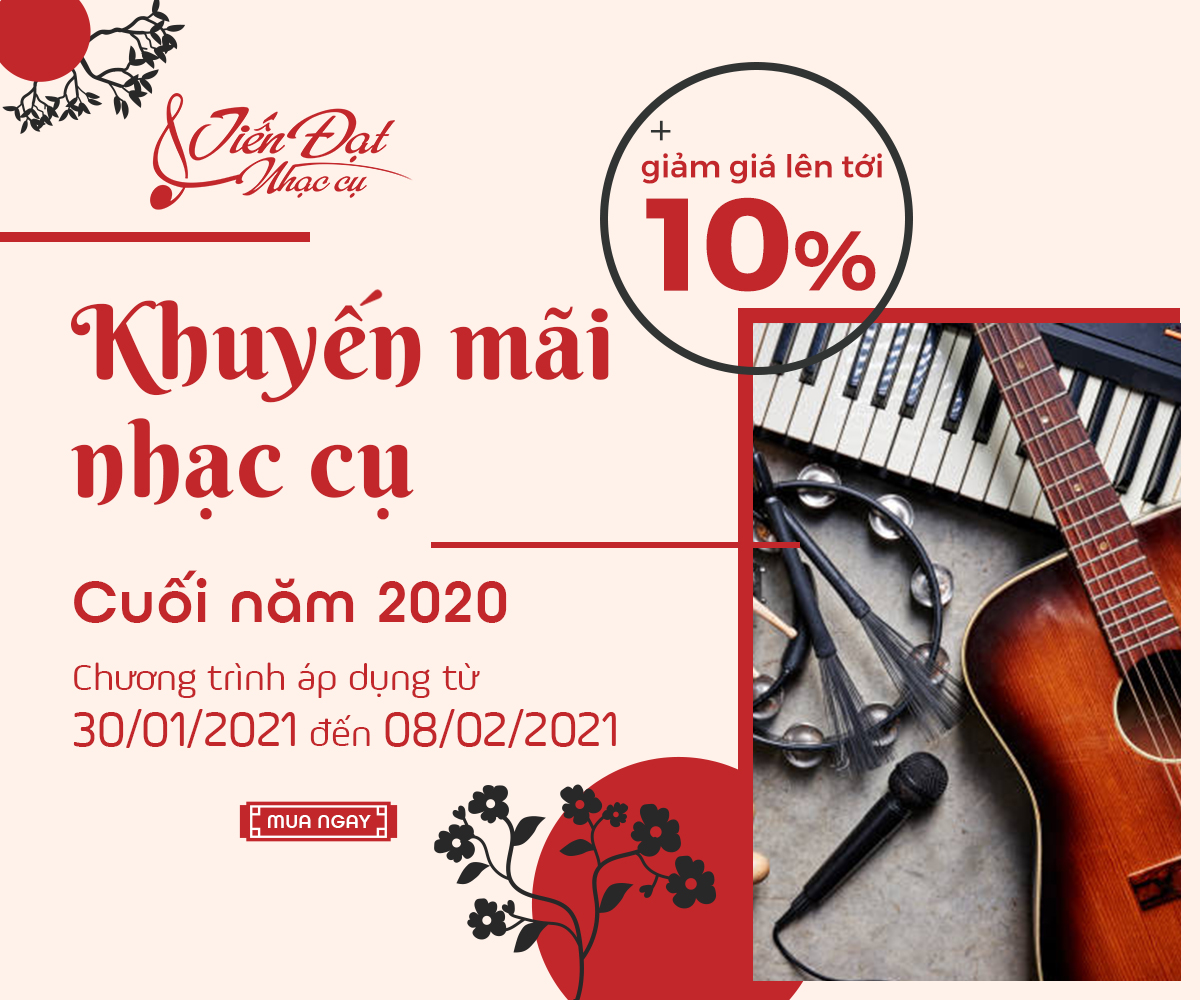 Tiến Đạt
Nhạc cụ
+
giảm giá lên tới
10%
Khuyến mãi
nhạc cụ
Cuối năm 2020
Chương trình áp dụng từ
30/01/2021 đến 08/02/2021
MUA NGAY